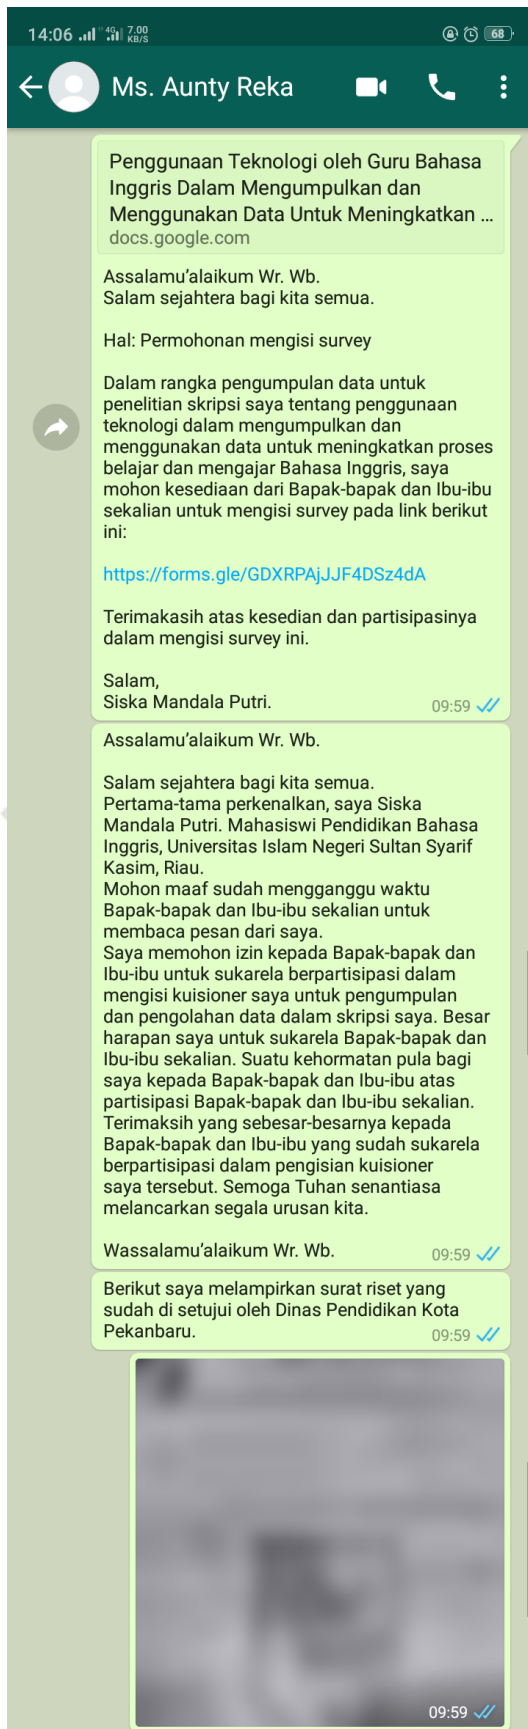 14:06 4G 7.00 KB/S 68
Ms. Aunty Reka
Penggunaan Teknologi oleh Guru Bahasa
Inggris Dalam Mengumpulkan dan
Menggunakan Data Untuk Meningkatkan ...
docs.google.com
Assalamu'alaikum Wr. Wb.
Salam sejahtera bagi kita semua.
Hal: Permohonan mengisi survey
Dalam rangka pengumpulan data untuk
penelitian skripsi saya tentang penggunaan
teknologi dalam mengumpulkan dan
menggunakan data untuk meningkatkan proses
belajar dan mengajar Bahasa Inggris, saya
mohon kesediaan dari Bapak-bapak dan Ibu-ibu
sekalian untuk mengisi survey pada link berikut
ini:
https://forms.gle/GDXRPAjJJF4DSz4dA
Terimakasih atas kesedian dan partisipasinya
dalam mengisi survey ini.
Salam,
Siska Mandala Putri.
09:59
Assalamu'alaikum Wr. Wb.
Salam sejahtera bagi kita semua.
Pertama-tama perkenalkan, saya Siska
Mandala Putri. Mahasiswi Pendidikan Bahasa
Inggris, Universitas Islam Negeri Sultan Syarif
Kasim, Riau.
Mohon maaf sudah mengganggu waktu
Bapak-bapak dan Ibu-ibu sekalian untuk
membaca pesan dari saya.
Saya memohon izin kepada Bapak-bapak dan
Ibu-ibu untuk sukarela berpartisipasi dalam
mengisi kuisioner saya untuk pengumpulan
dan pengolahan data dalam skripsi saya. Besar
harapan saya untuk sukarela Bapak-bapak dan
Ibu-ibu sekalian. Suatu kehormatan pula bagi
saya kepada Bapak-bapak dan Ibu-ibu atas
partisipasi Bapak-bapak dan Ibu-ibu sekalian.
Terimaksih yang sebesar-besarnya kepada
Bapak-bapak dan Ibu-ibu yang sudah sukarela
berpartisipasi dalam pengisian kuisioner
saya tersebut. Semoga Tuhan senantiasa
melancarkan segala urusan kita.
Wassalamu'alaikum Wr. Wb.
09:59
Berikut saya melampirkan surat riset yang
sudah di setujui oleh Dinas Pendidikan Kota
Pekanbaru.
09:59
09:59